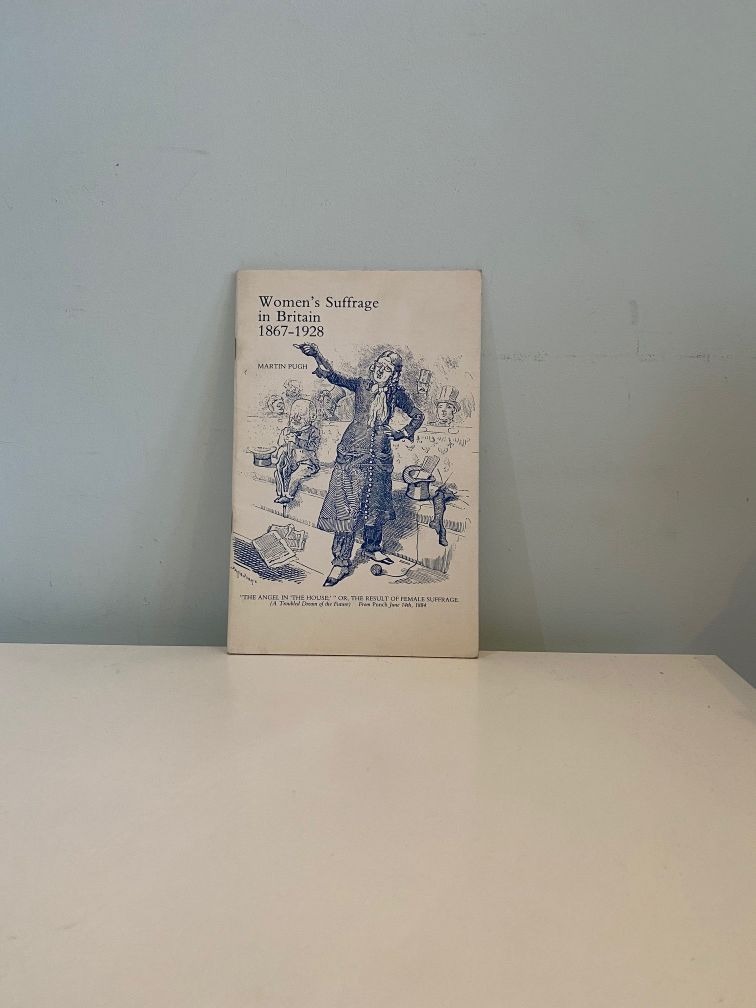 Women's Suffrage
in Britain
1867-1928
MARTIN PUGH
"THE ANGEL IN 'THE HOUSE;' " OR, THE RESULT OF FEMALE SUFFRAGE.
(A Troubled Dream of the Future) From Punch June 14th, 1884